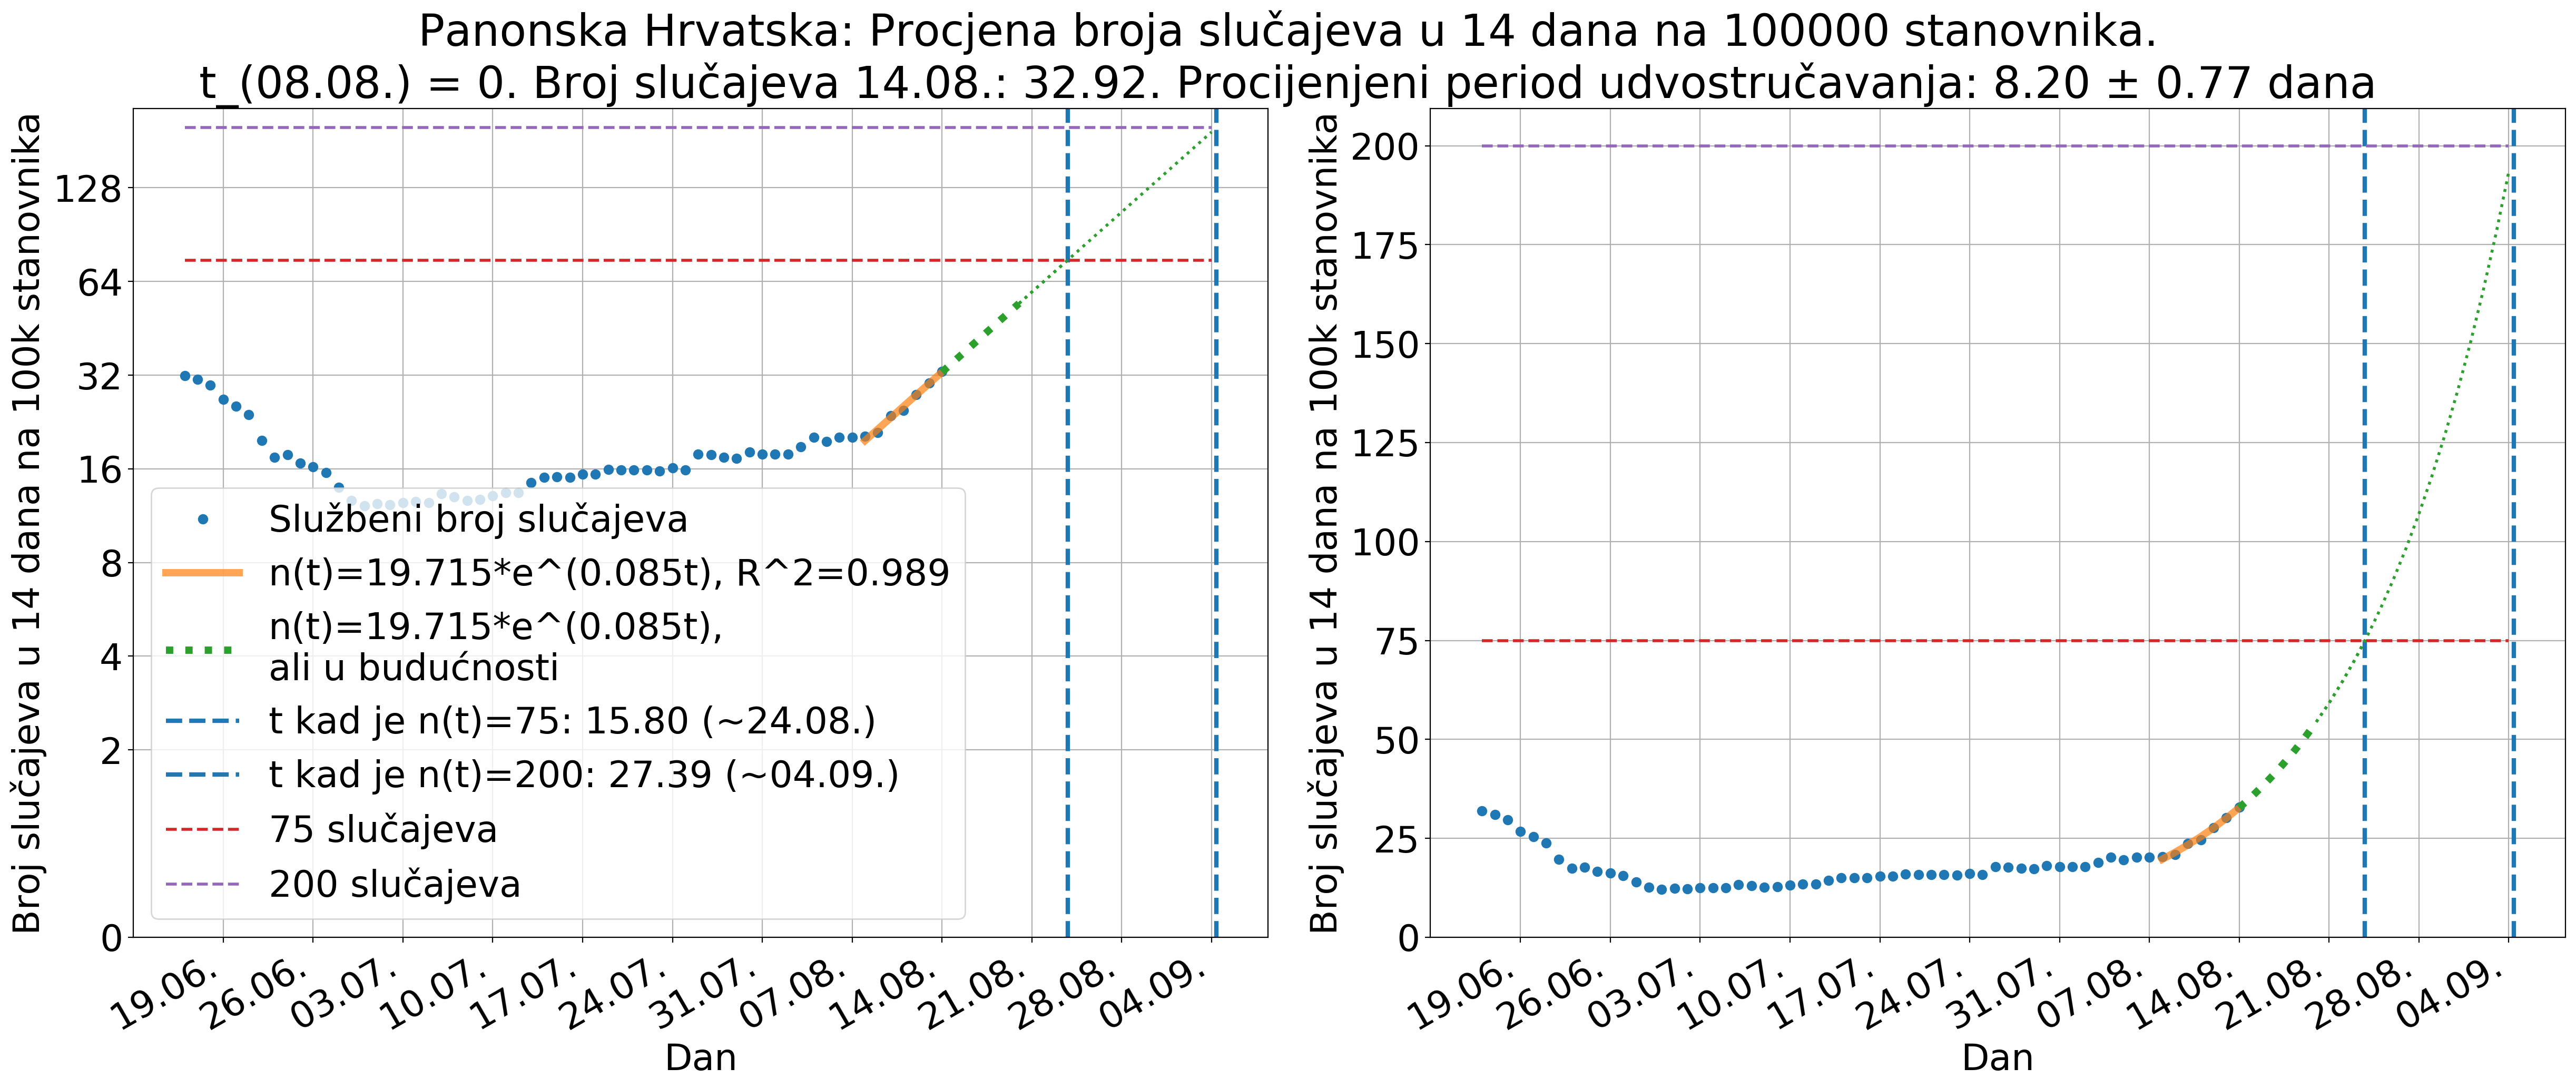 Panonska Hrvatska: Procjena broja slučajeva u 14 dana na 100000 stanovnika.
t_(08.08.) = 0. Broj slučajeva 14.08.: 32.92. Procijenjeni period udvostručavanja: 8.20 ± 0.77 dana
Broj slučajeva u 14 dana na 100k stanovnika
128
64
32
16
8
4
2
0
Službeni broj slučajeva
n(t)=19.715*e^(0.085t), R^2=0.989
n(t)=19.715*e^(0.085t),
ali u budućnosti
t kad je n(t)=75: 15.80 (~24.08.)
t kad je n(t)=200: 27.39 (~04.09.)
75 slučajeva
200 slučajeva
19.06.
26.06.
03.07.
10.07.
17.07.
24.07.
31.07.
07.08.
14.08.
21.08.
28.08.
04.09.
Dan
Broj slučajeva u 14 dana na 100k stanovnika
200
175
150
125
100
75
50
25
0
19.06.
26.06.
03.07.
10.07.
17.07.
24.07.
31.07.
07.08.
14.08.
21.08.
28.08.
04.09.
Dan